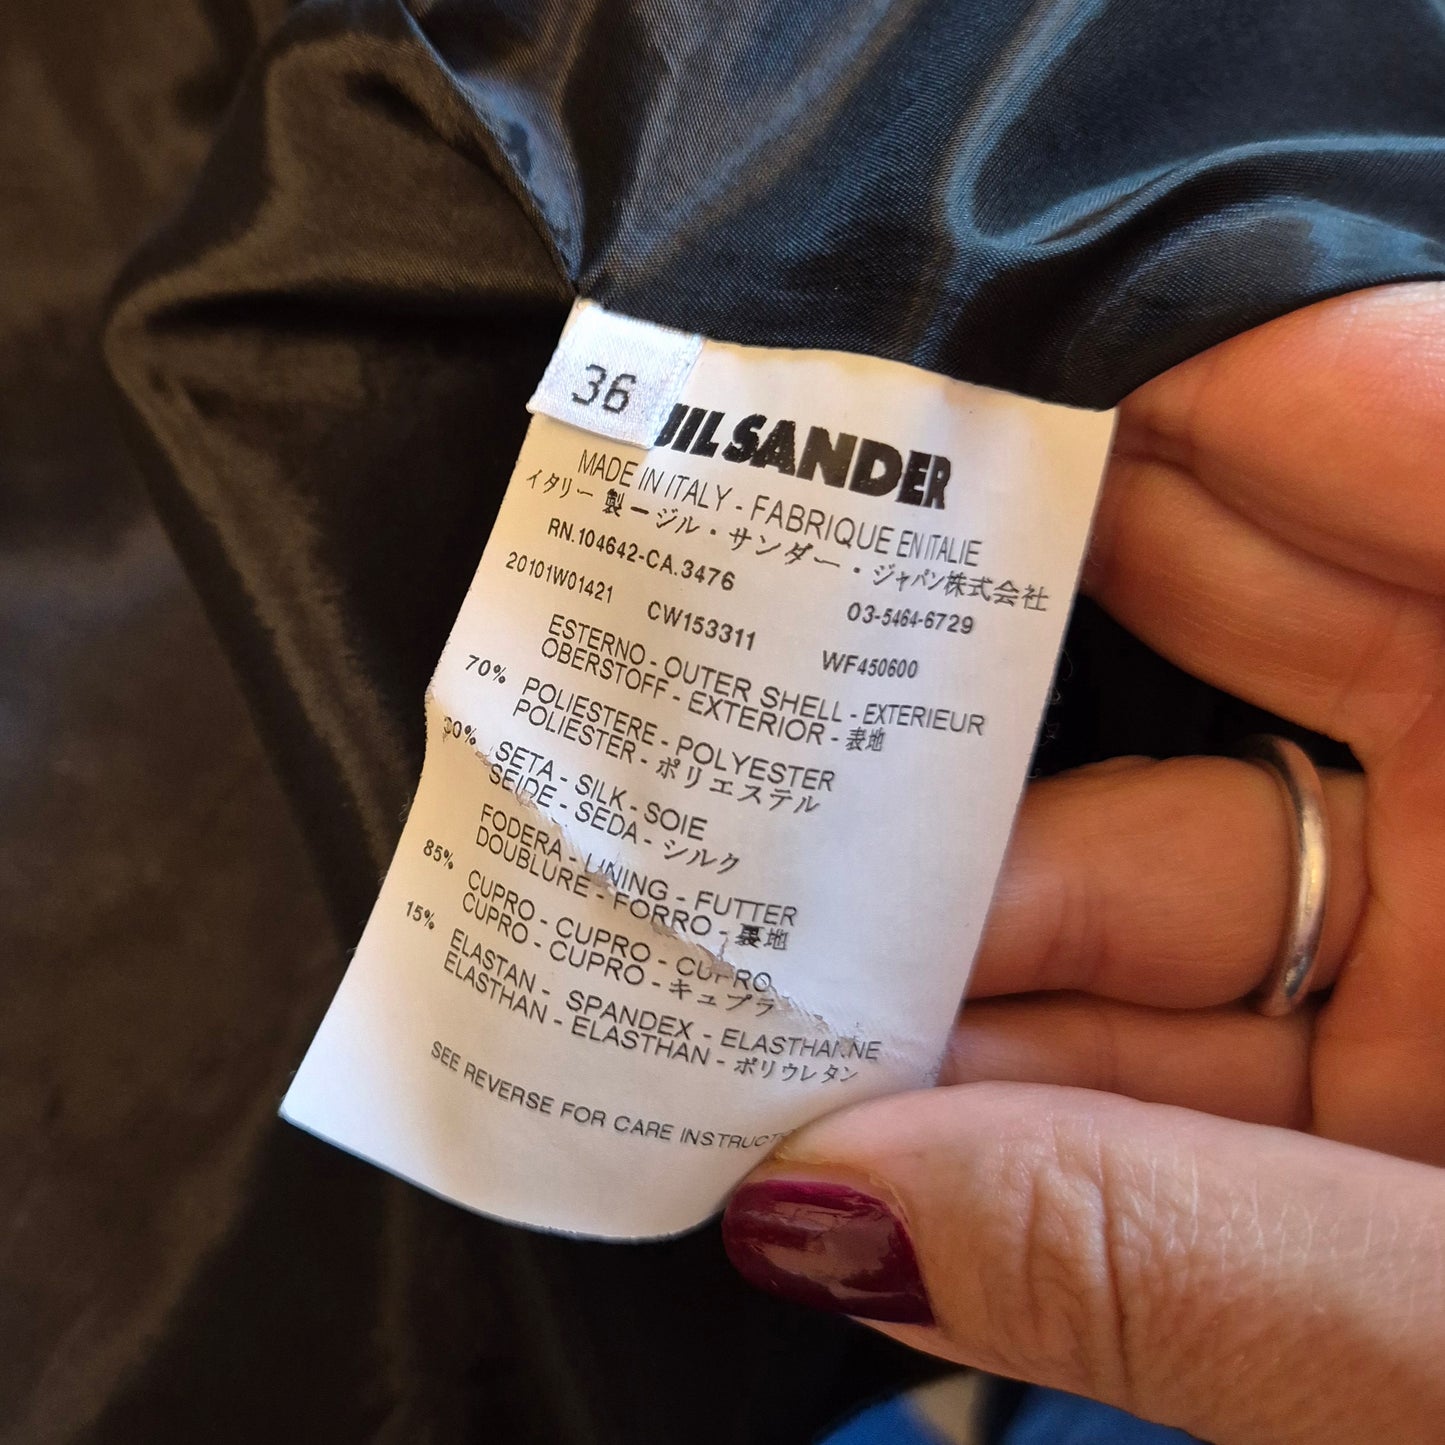 36
JIL SANDER
MADE IN ITALY - FABRIQUE EN ITALIE
イタリー製 ー ジル・サンダー・ジャパン株式会社
RN.104642-CA.3476
03-5464-6729
20101W01421 CW153311 WF450600
ESTERNO - OUTER SHELL - EXTERIEUR
OBERSTOFF - EXTERIOR - 表地
70% POLIESTERE - POLYESTER
POLIESTER - ポリエステル
30% SETA - SILK - SOIE
SEIDE - SEDA - シルク
FODERA - LINING - FUTTER
DOUBLURE - FORRO - 裏地
85% CUPRO - CUPRO - CUPRO
CUPRO - CUPRO - キュプラ
15% ELASTAN - SPANDEX - ELASTHANNE
ELASTHAN - ELASTHAN - ポリウレタン
SEE REVERSE FOR CARE INSTRUCT